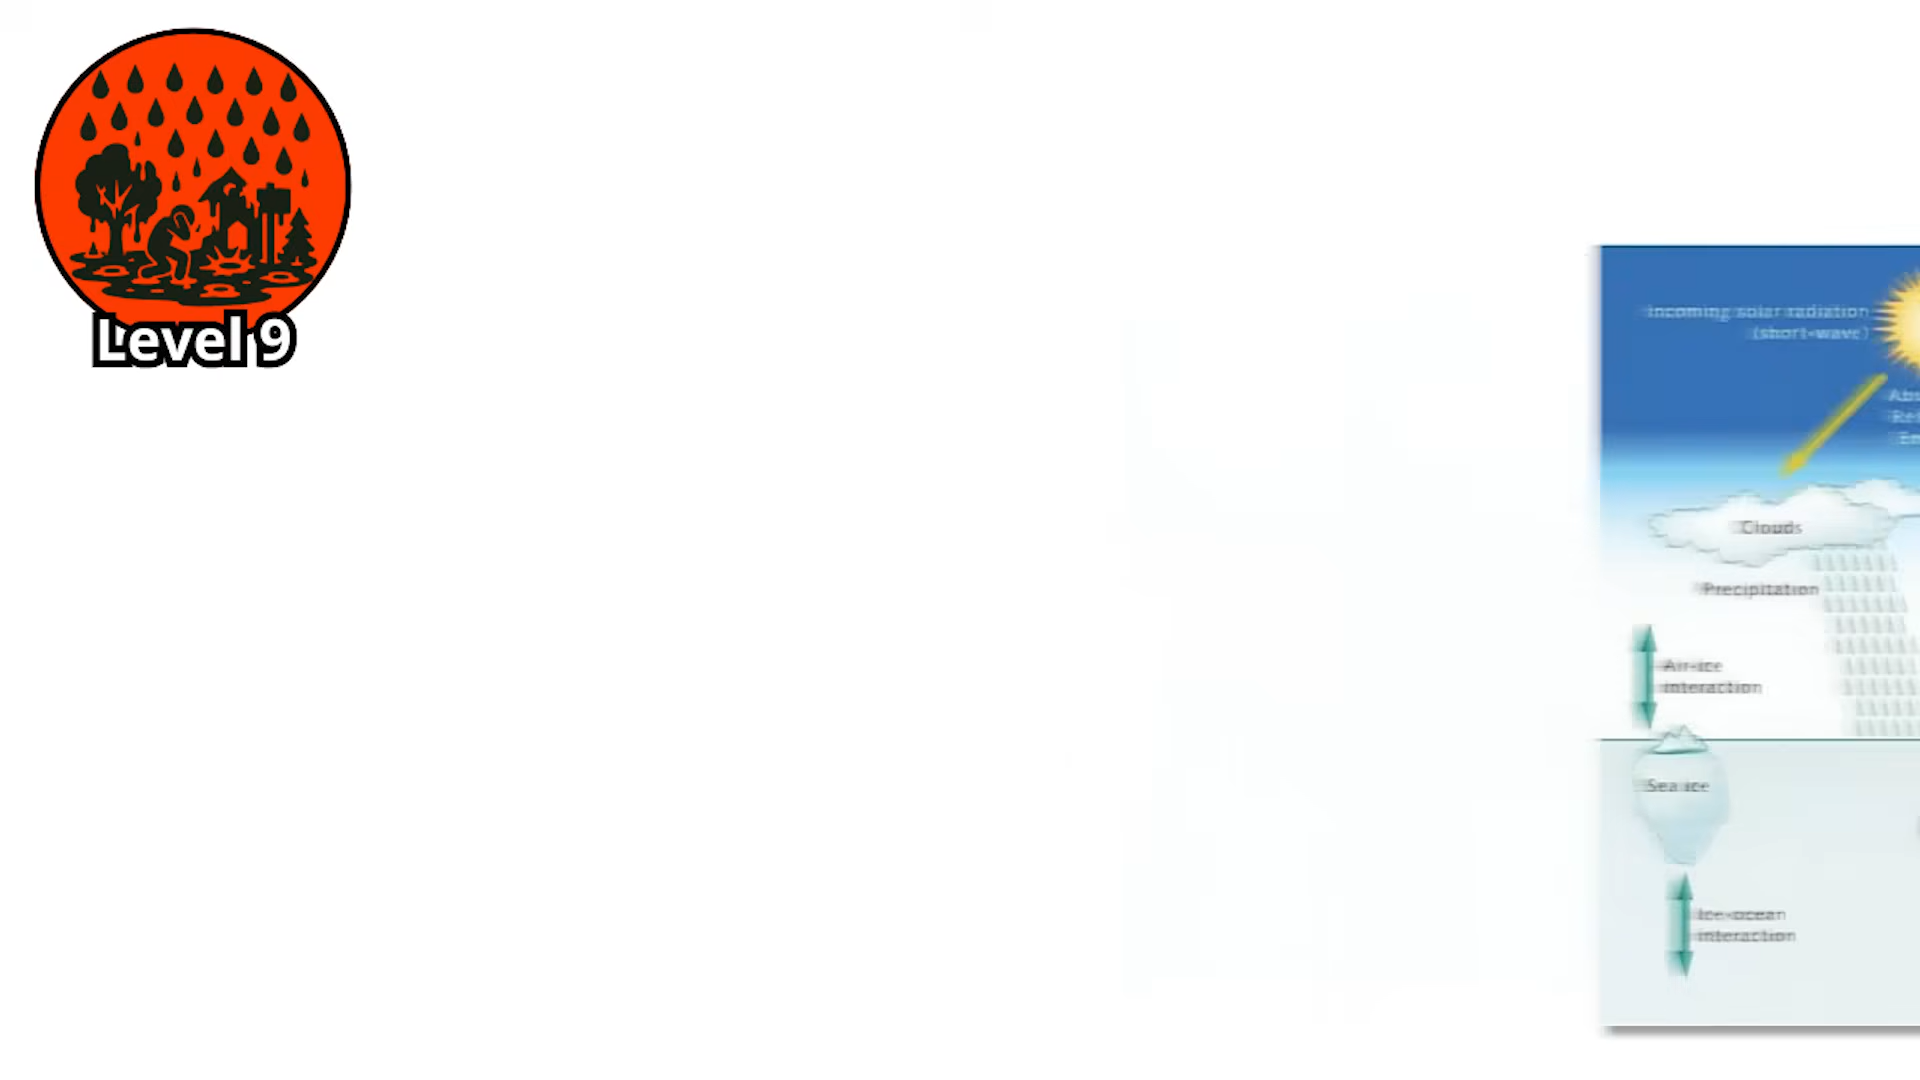 Level 9
Incoming solar radiation
(short-wave)
Clouds
Precipitation
Air-ice
interaction
Sea ice
Ice-ocean
interaction